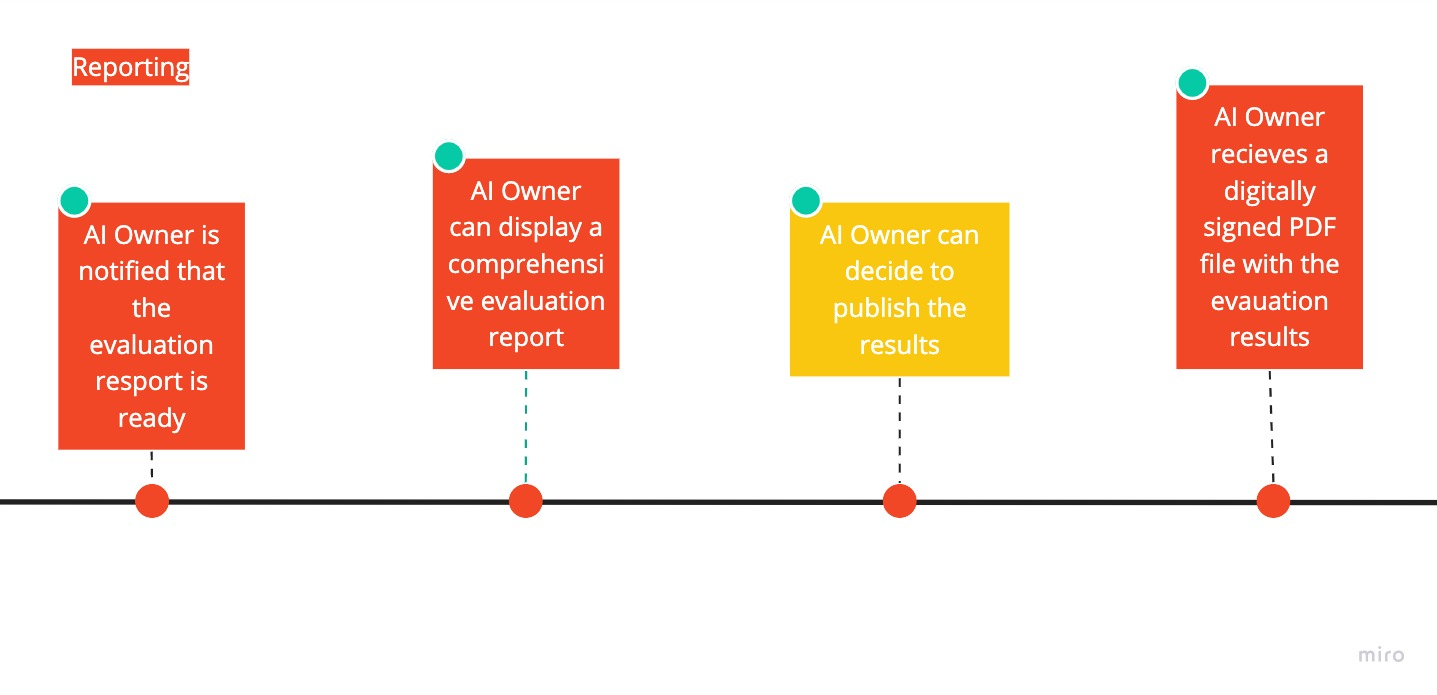 Reporting
AI Owner is
notified that
the
evaluation
resport is
ready
AI Owner
can display a
comprehensi
ve evaluation
report
AI Owner can
decide to
publish the
results
AI Owner
recieves a
digitally
signed PDF
file with the
evauation
results
miro